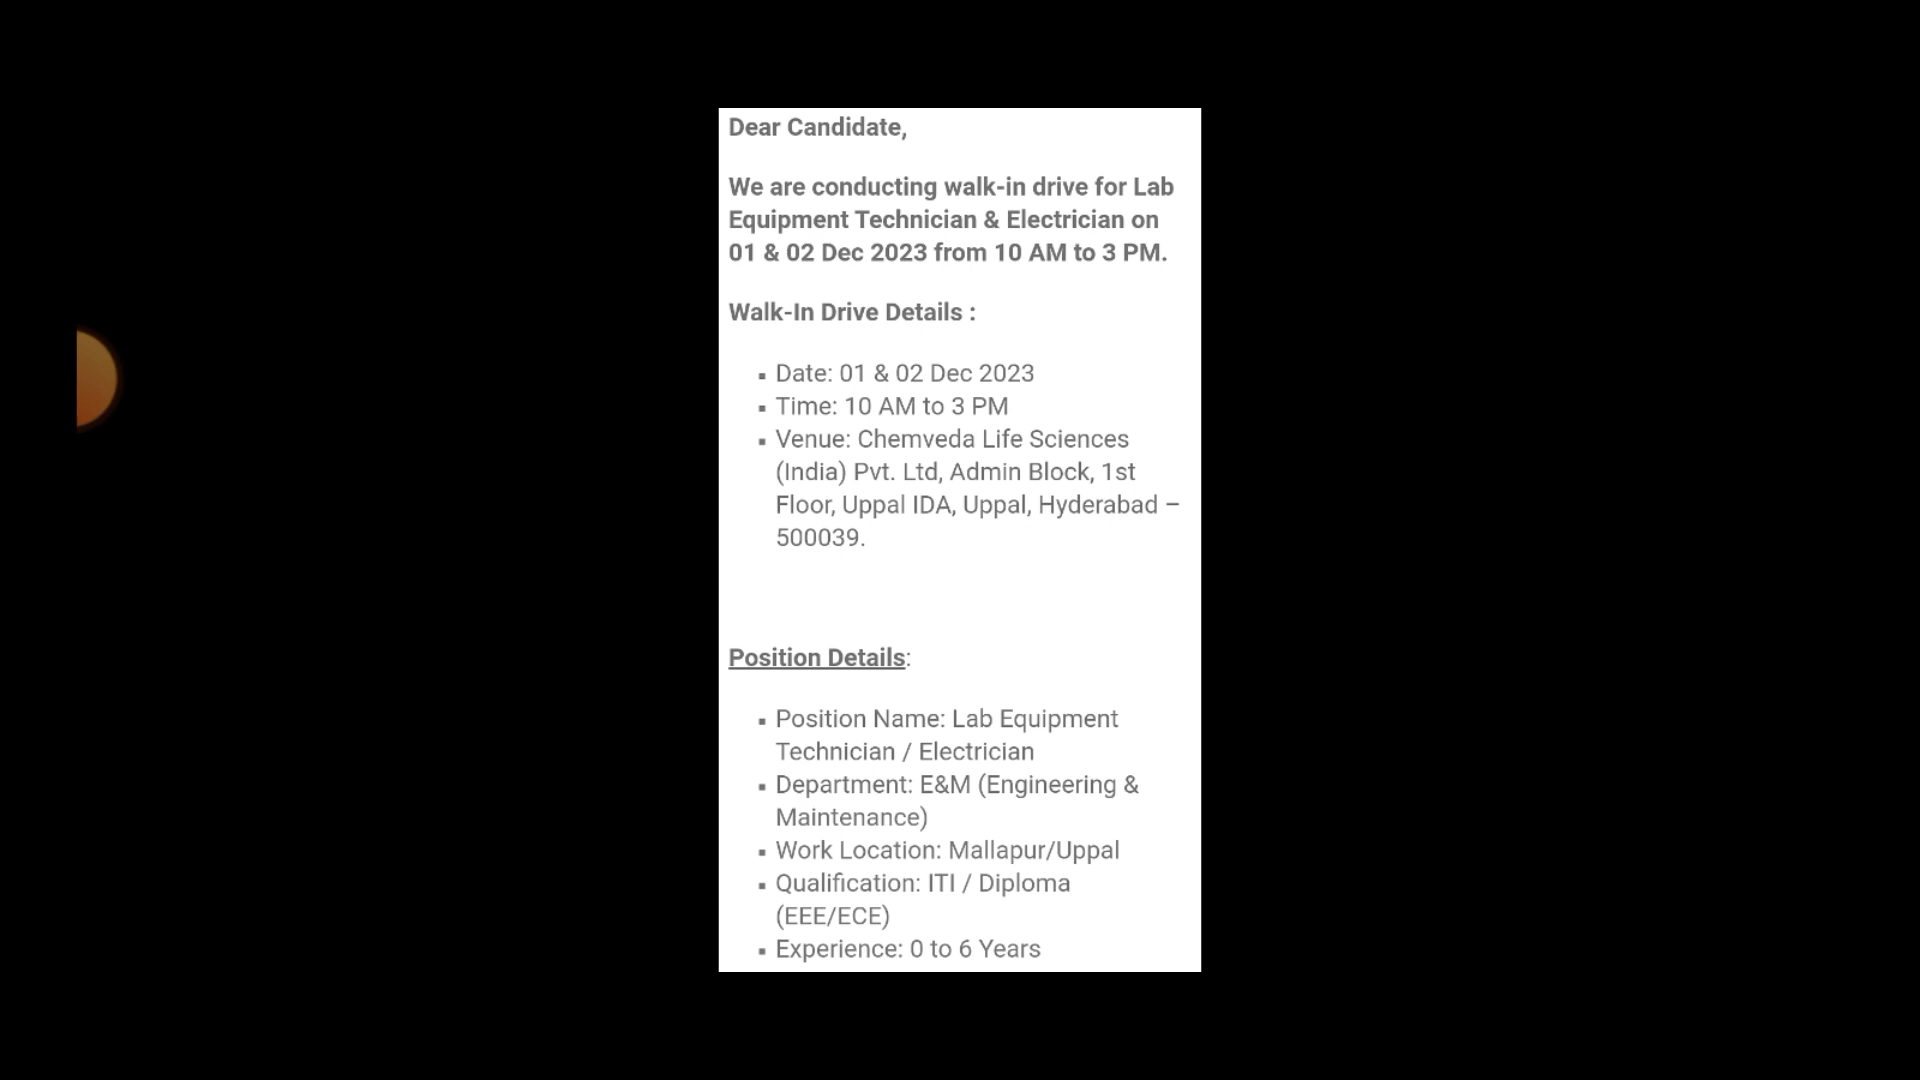 Dear Candidate,
We are conducting walk-in drive for Lab
Equipment Technician & Electrician on
01 & 02 Dec 2023 from 10 AM to 3 PM.
Walk-In Drive Details :
▪ Date: 01 & 02 Dec 2023
▪ Time: 10 AM to 3 PM
▪ Venue: Chemveda Life Sciences
(India) Pvt. Ltd, Admin Block, 1st
Floor, Uppal IDA, Uppal, Hyderabad –
500039.
Position Details:
▪ Position Name: Lab Equipment
Technician / Electrician
▪ Department: E&M (Engineering &
Maintenance)
▪ Work Location: Mallapur/Uppal
▪ Qualification: ITI / Diploma
(EEE/ECE)
▪ Experience: 0 to 6 Years